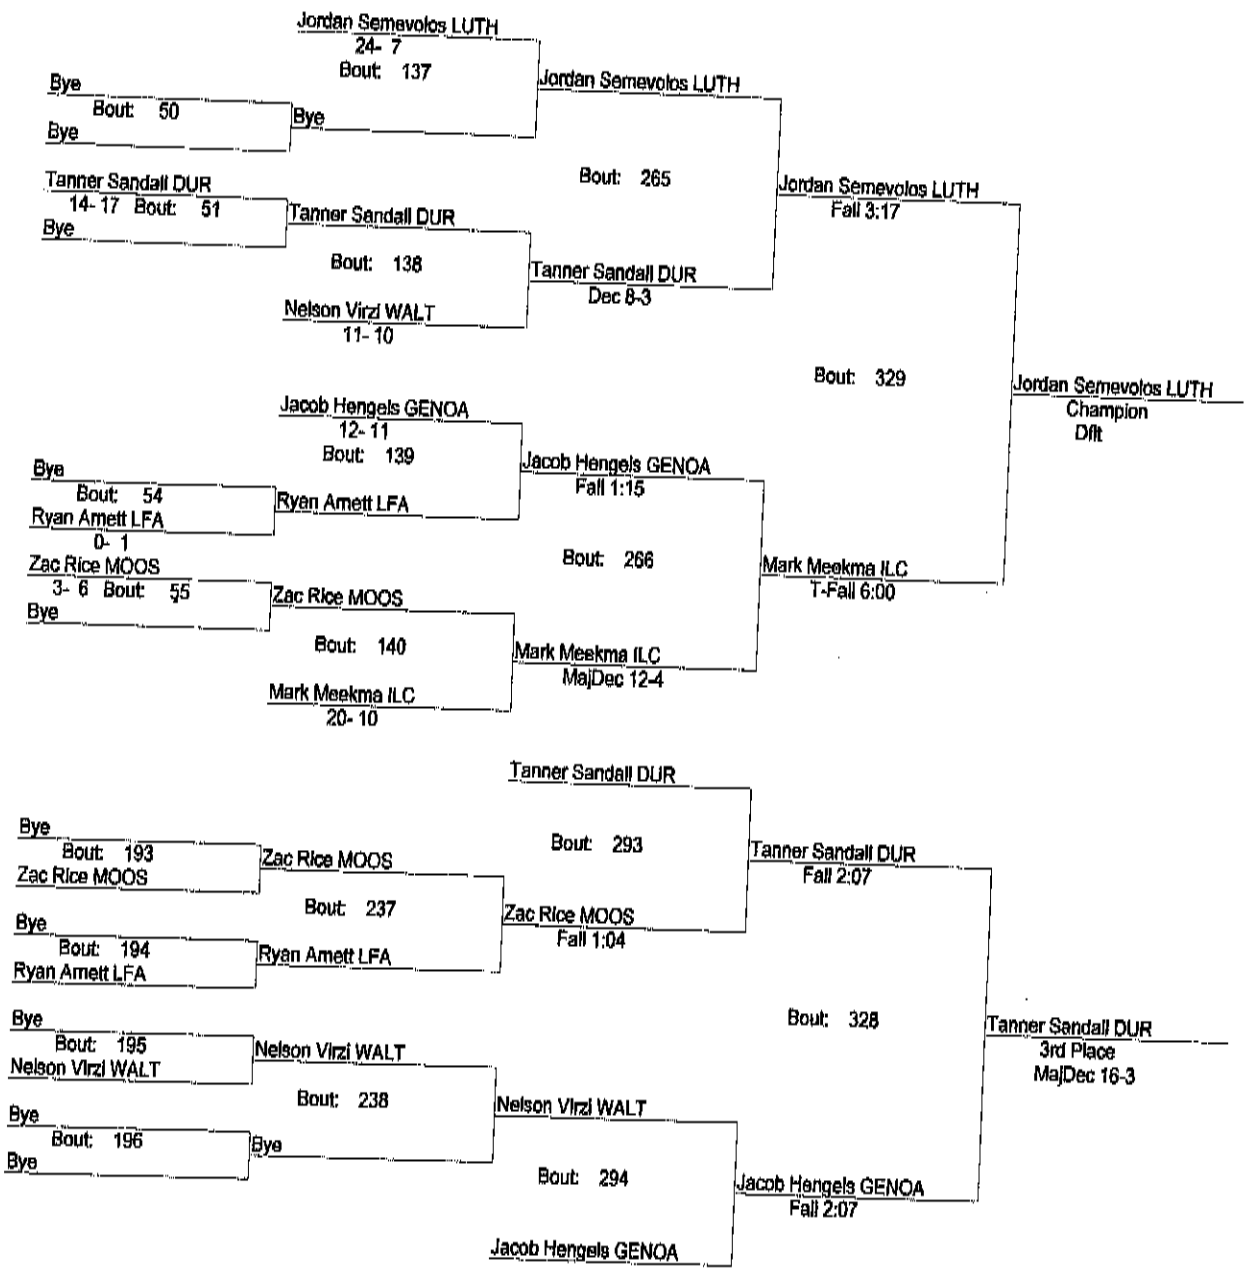 Jordan Semevolos LUTH
24- 7
Bout: 137
Jordan Semevolos LUTH
Bye
Bout: 50
Bye
Bye
Bout: 265
Tanner Sandall DUR
14- 17 Bout: 51
Jordan Semevolos LUTH
Fall 3:17
Tanner Sandall DUR
Bye
Bout: 138
Tanner Sandall DUR
Dec 8-3
Nelson Virzi WALT
11- 10
Bout: 329
Jordan Semevolos LUTH
Champion
Dflt
Jacob Hengels GENOA
12- 11
Bout: 139
Jacob Hengels GENOA
Fall 1:15
Bye
Bout: 54
Ryan Arnett LFA
Ryan Arnett LFA
0- 1
Bout: 266
Zac Rice MOOS
3- 6 Bout: 55
Mark Meekma ILC
T-Fall 6:00
Zac Rice MOOS
Bye
Bout: 140
Mark Meekma ILC
MajDec 12-4
Mark Meekma ILC
20- 10
Tanner Sandall DUR
Bye
Bout: 193
Bout: 293
Zac Rice MOOS
Zac Rice MOOS
Tanner Sandall DUR
Fall 2:07
Bout: 237
Zac Rice MOOS
Fall 1:04
Bye
Bout: 194
Ryan Arnett LFA
Ryan Arnett LFA
Bye
Bout: 195
Bout: 328
Tanner Sandall DUR
3rd Place
MajDec 16-3
Nelson Virzi WALT
Nelson Virzi WALT
Bout: 238
Nelson Virzi WALT
Bye
Bout: 196
Bye
Bye
Bout: 294
Jacob Hengels GENOA
Fall 2:07
Jacob Hengels GENOA